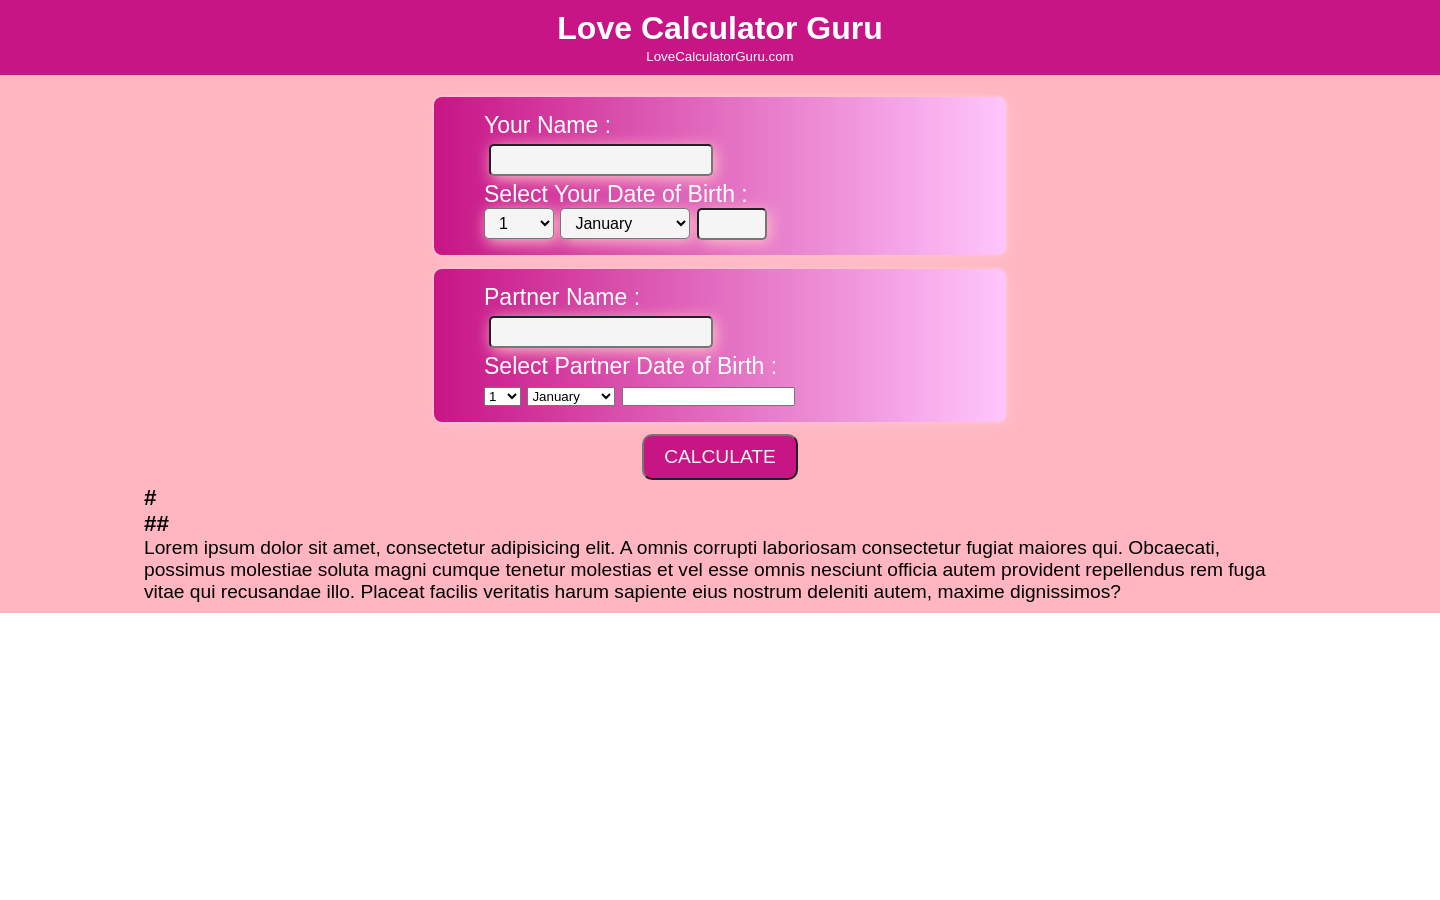 Love Calculator Guru
LoveCalculatorGuru.com
Your Name :
Select Your Date of Birth :
1 January
Partner Name :
Select Partner Date of Birth :
1 January
CALCULATE
#
##
Lorem ipsum dolor sit amet, consectetur adipisicing elit. A omnis corrupti laboriosam consectetur fugiat maiores qui. Obcaecati,
possimus molestiae soluta magni cumque tenetur molestias et vel esse omnis nesciunt officia autem provident repellendus rem fuga
vitae qui recusandae illo. Placeat facilis veritatis harum sapiente eius nostrum deleniti autem, maxime dignissimos?